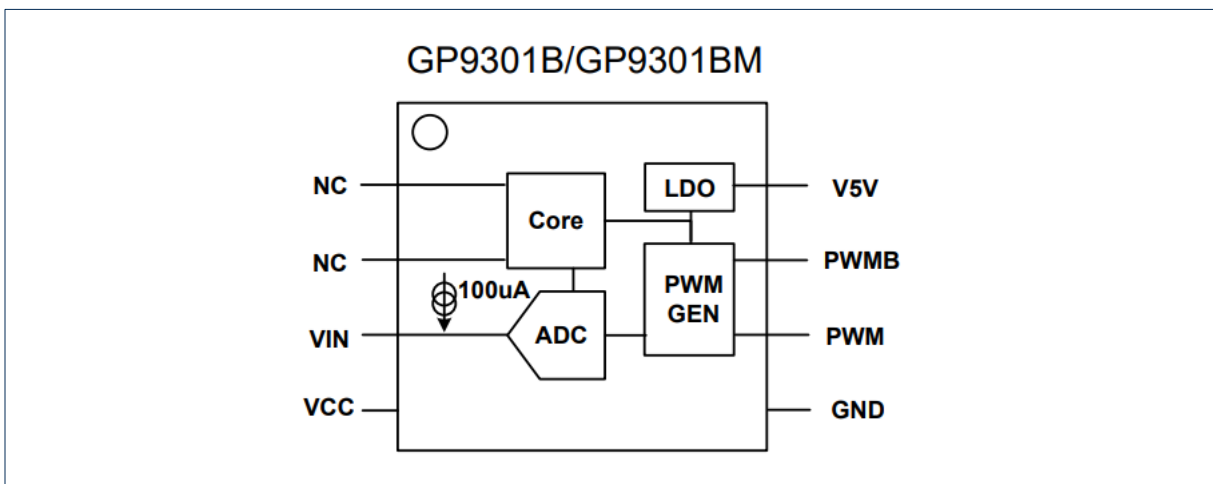 GP9301B/GP9301BM
NC
LDO
V5V
Core
NC
PWMB
100uA
PWM
GEN
VIN
ADC
PWM
VCC
GND